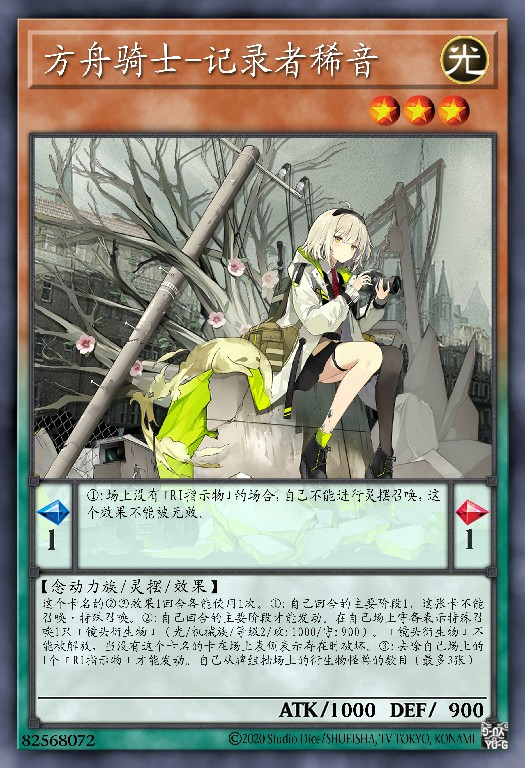 方舟骑士-记录者稀音
光
①:场上没有「RI指示物」的场合,自己不能进行灵摆召唤,这
个效果不能被无效。
1
1
【念动力族/灵摆/效果】
这个卡名的②③效果1回合各能使用1次。①:自己回合的主要阶段1,这张卡不能
召唤·特殊召唤。②:自己回合的主要阶段才能发动。在自己场上守备表示特殊召
唤1只「镜头衍生物」(光/机械族/等级2/攻:1000/守:900)。「镜头衍生物」不
能被解放,当没有这个卡名的卡在场上表侧表示存在时破坏。③:去除自己场上的
1个「RI指示物」才能发动。自己从牌组抽场上的衍生物怪兽的数目(最多3张)
ATK/1000 DEF/ 900
82568072
©2020 Studio Dice/SHUEISHA, TV TOKYO, KONAMI
YU-G